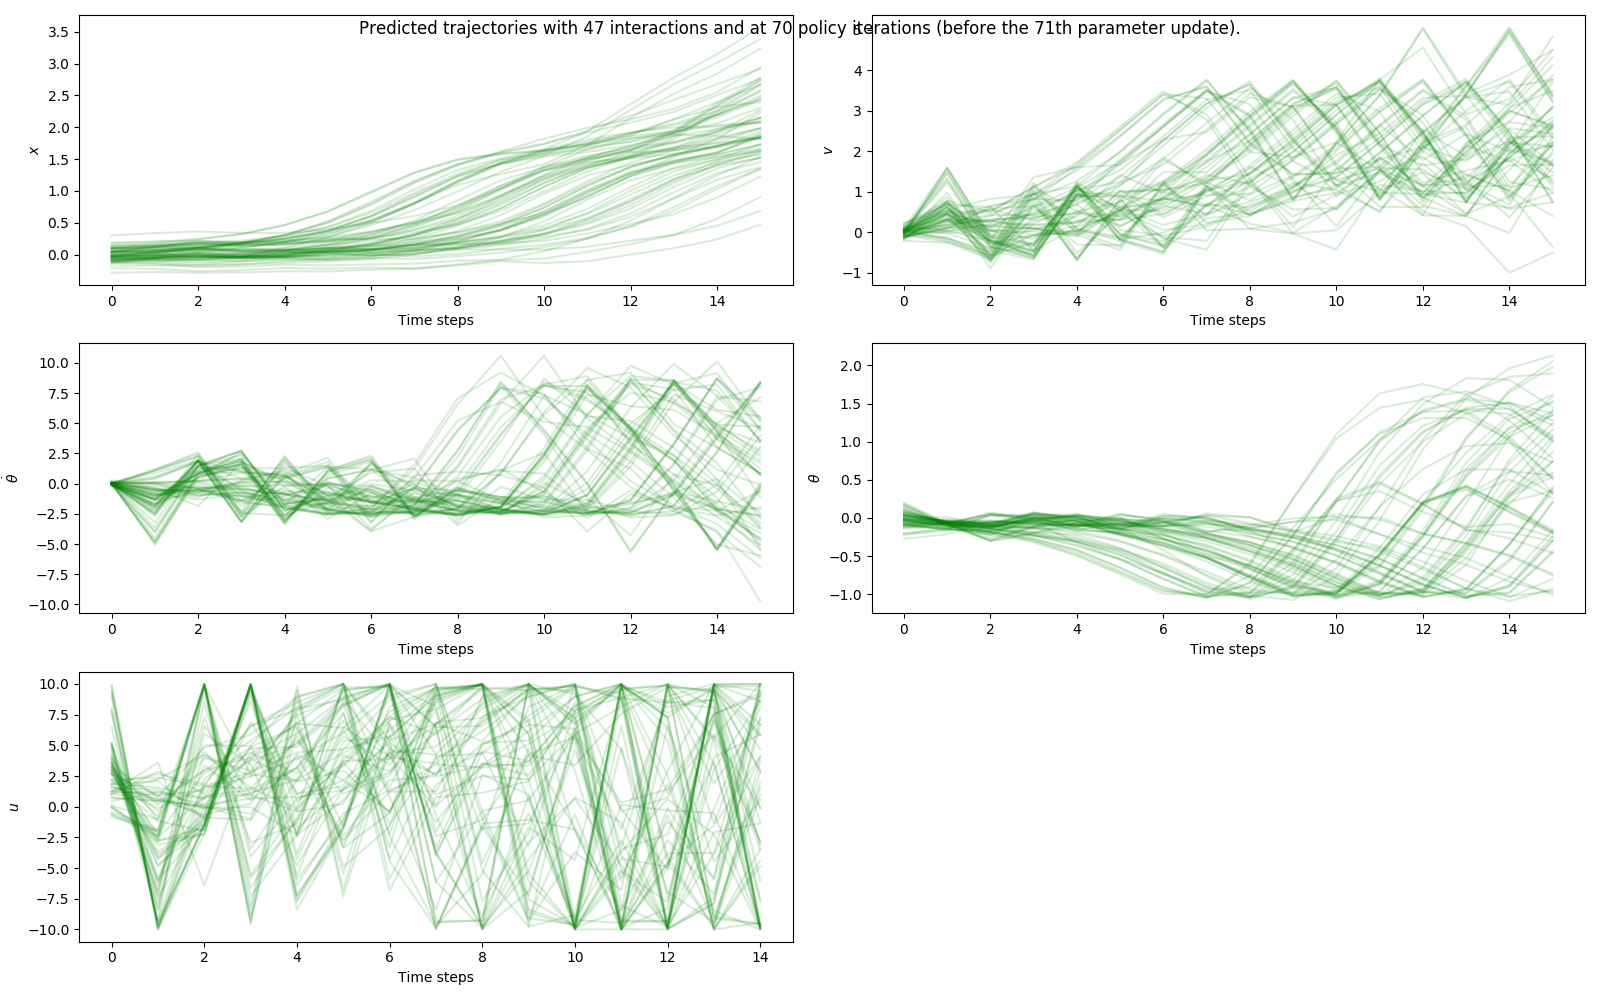 Predicted trajectories with 47 interactions and at 70 policy iterations (before the 71th parameter update).
3.5
3.0
2.5
2.0
1.5
1.0
0.5
0.0
x
0 2 4 6 8 10 12 14
Time steps
5
4
3
2
1
0
−1
v
0 2 4 6 8 10 12 14
Time steps
10.0
7.5
5.0
2.5
0.0
−2.5
−5.0
−7.5
−10.0
θ̇
0 2 4 6 8 10 12 14
Time steps
2.0
1.5
1.0
0.5
0.0
−0.5
−1.0
θ
0 2 4 6 8 10 12 14
Time steps
10.0
7.5
5.0
2.5
0.0
−2.5
−5.0
−7.5
−10.0
u
0 2 4 6 8 10 12 14
Time steps